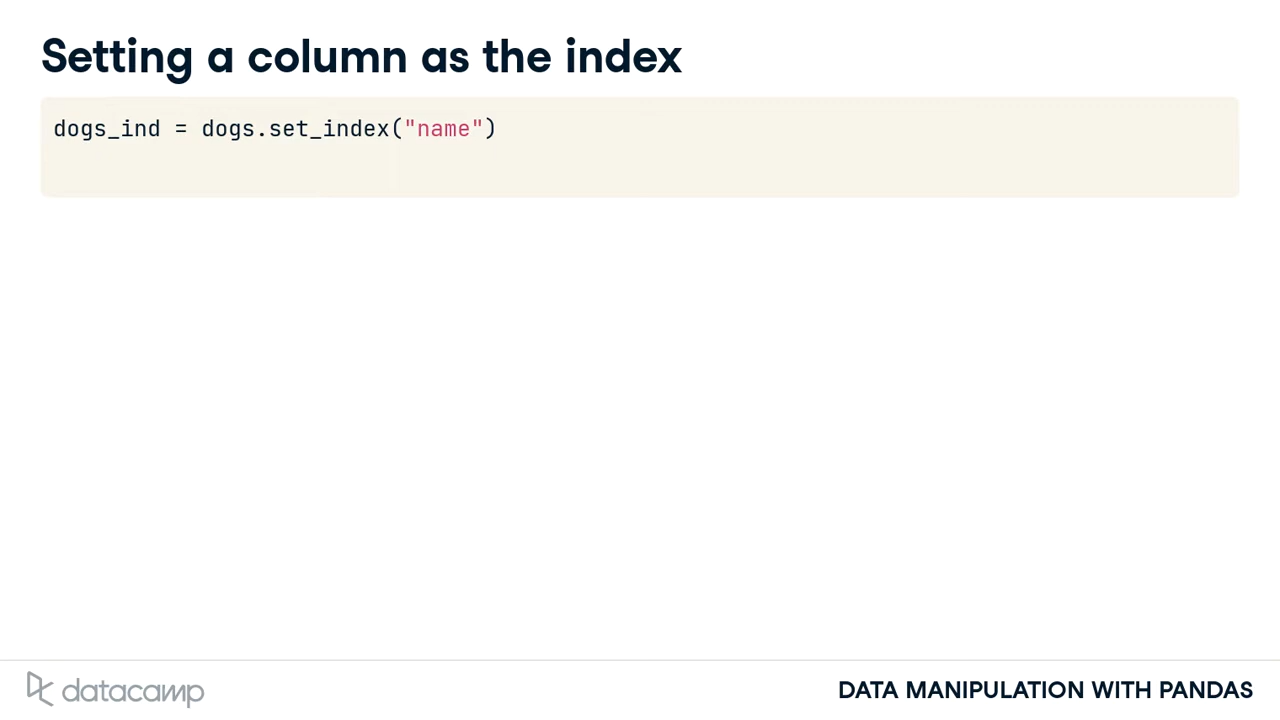 Setting a column as the index
dogs_ind = dogs.set_index("name")
datacamp
DATA MANIPULATION WITH PANDAS